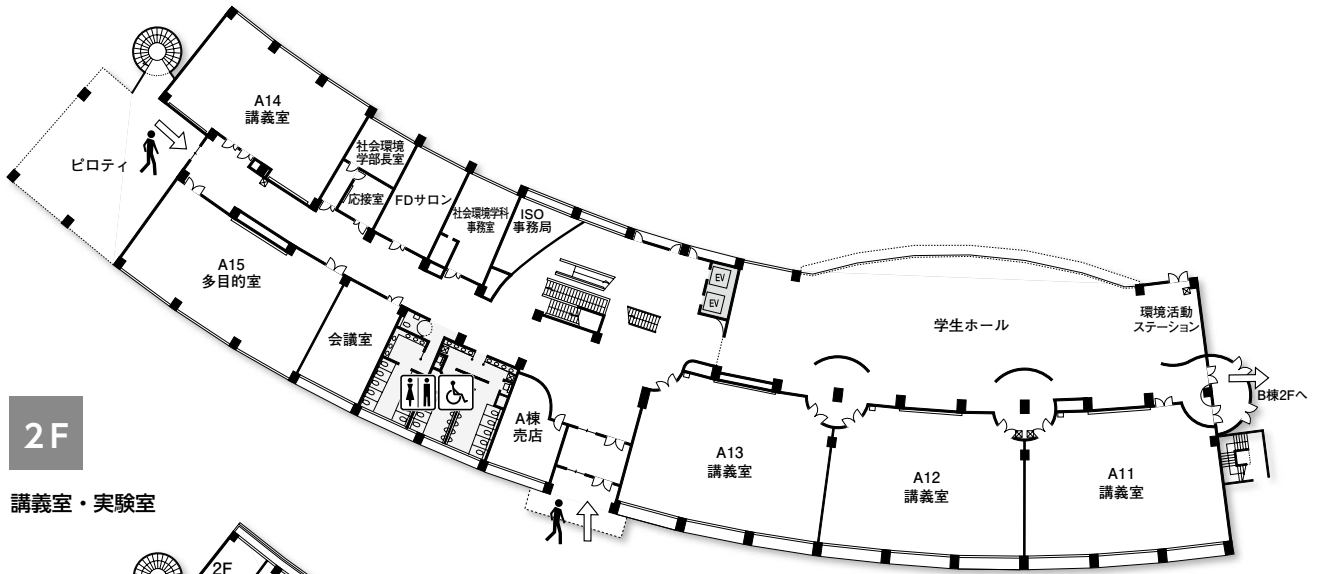 A14
講義室
ピロティ
社会環境
学部長室
応接室
FDサロン
社会環境学科
事務室
ISO
事務局
A15
多目的室
会議室
EV
EV
学生ホール
環境活動
ステーション
B棟2Fへ
A棟
売店
A13
講義室
A12
講義室
A11
講義室
2F
講義室・実験室
2F